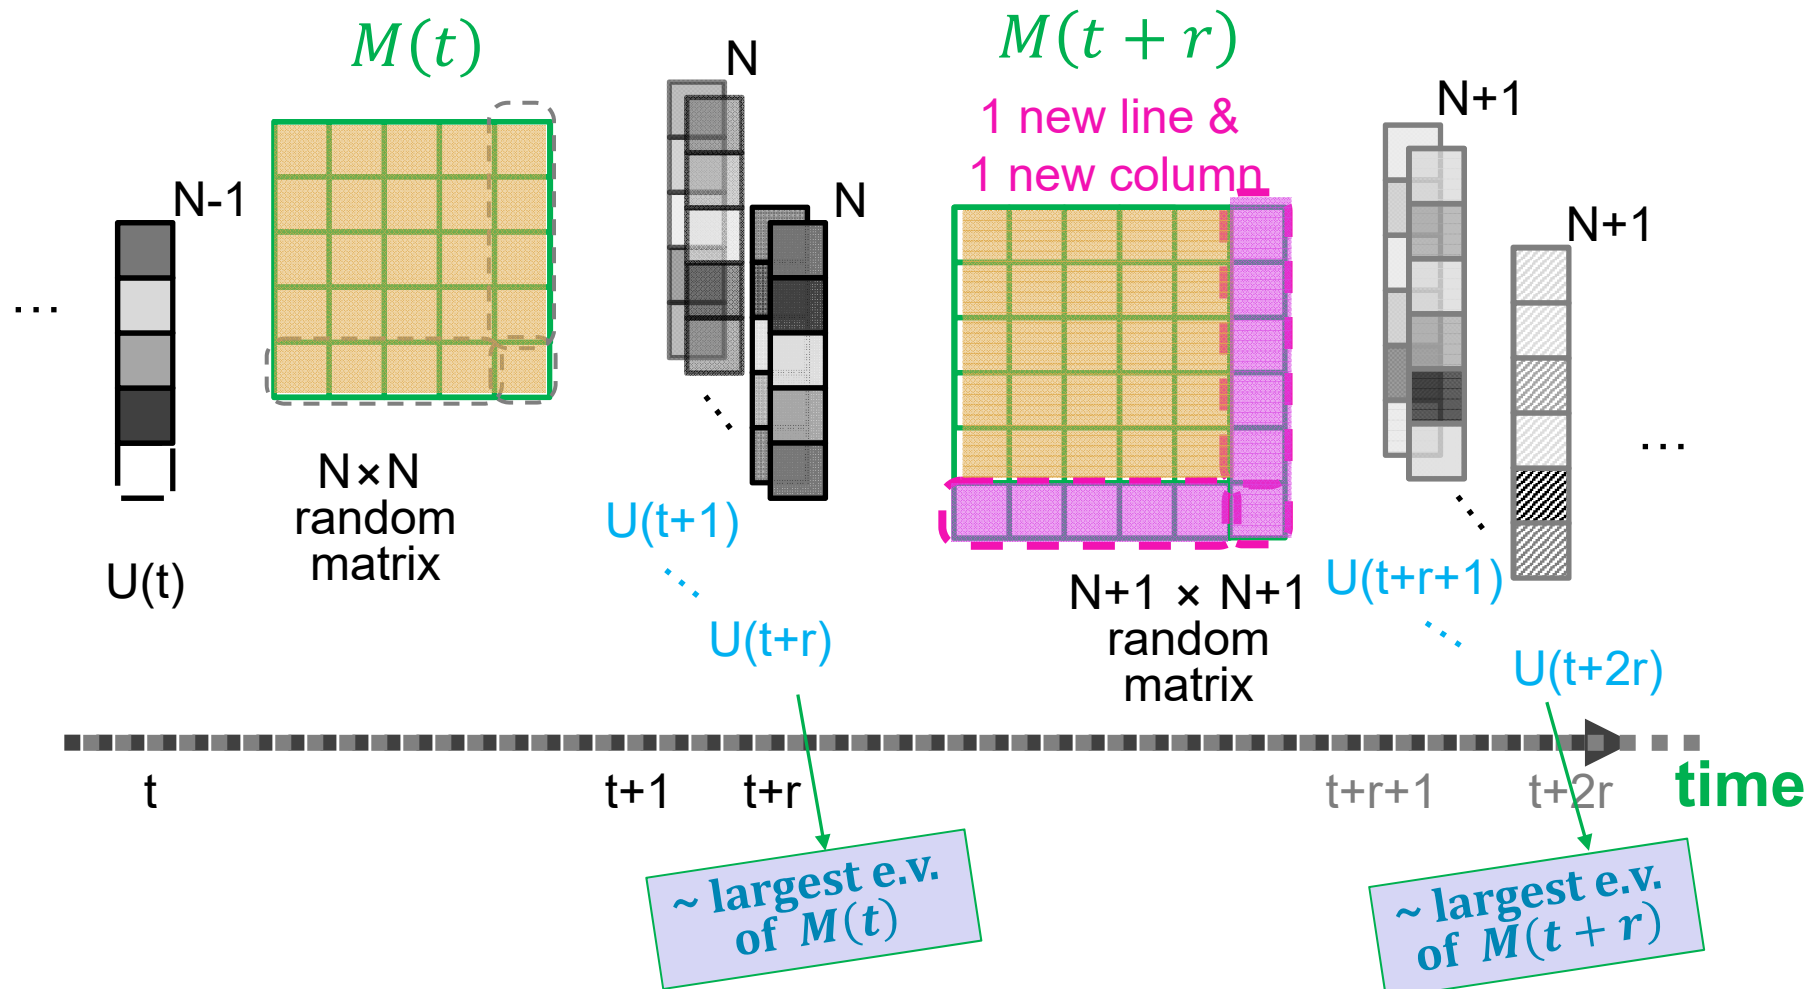 M(t)
N
M(t + r)
1 new line &
1 new column
N+1
N-1
N
N+1
...
...
N×N
random
matrix
U(t)
U(t+1)
U(t+r)
N+1 × N+1
random
matrix
U(t+r+1)
U(t+2r)
t
t+1
t+r
t+r+1
t+2r
time
~ largest e.v.
of M(t)
~ largest e.v.
of M(t + r)